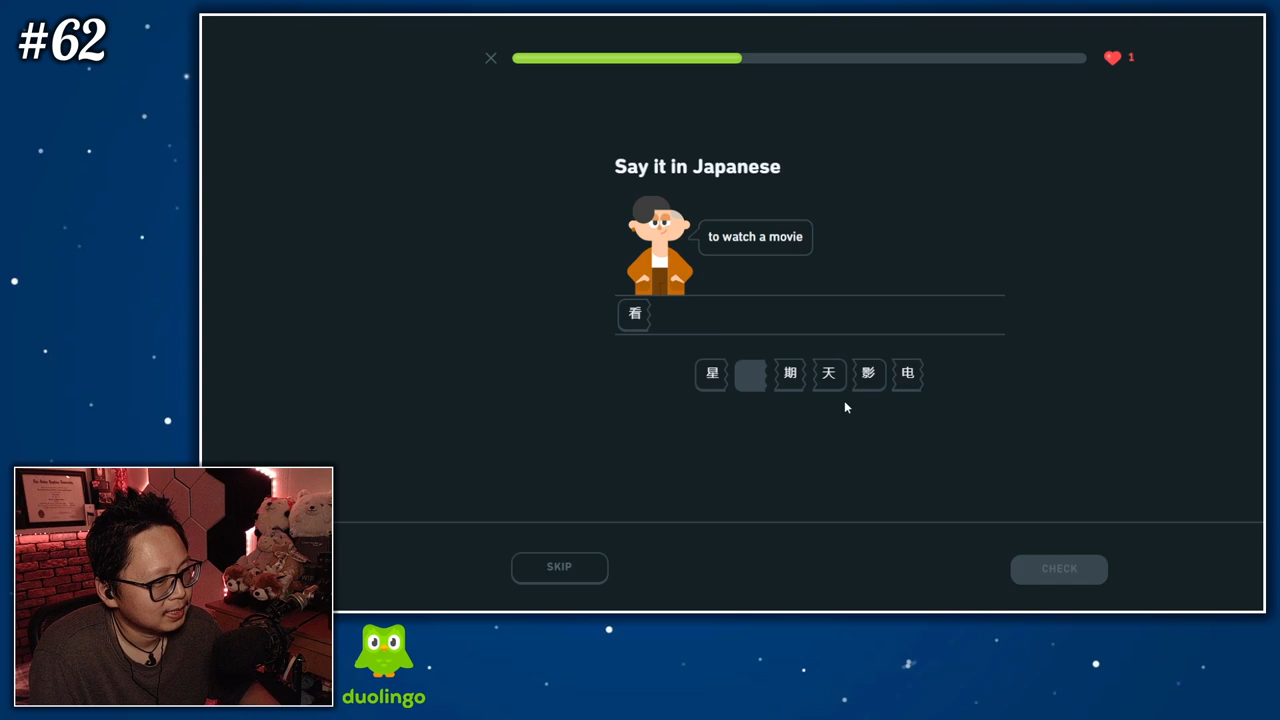 #62
1
Say it in Japanese
to watch a movie
看
星 期 天 影 电
SKIP
CHECK
duolingo